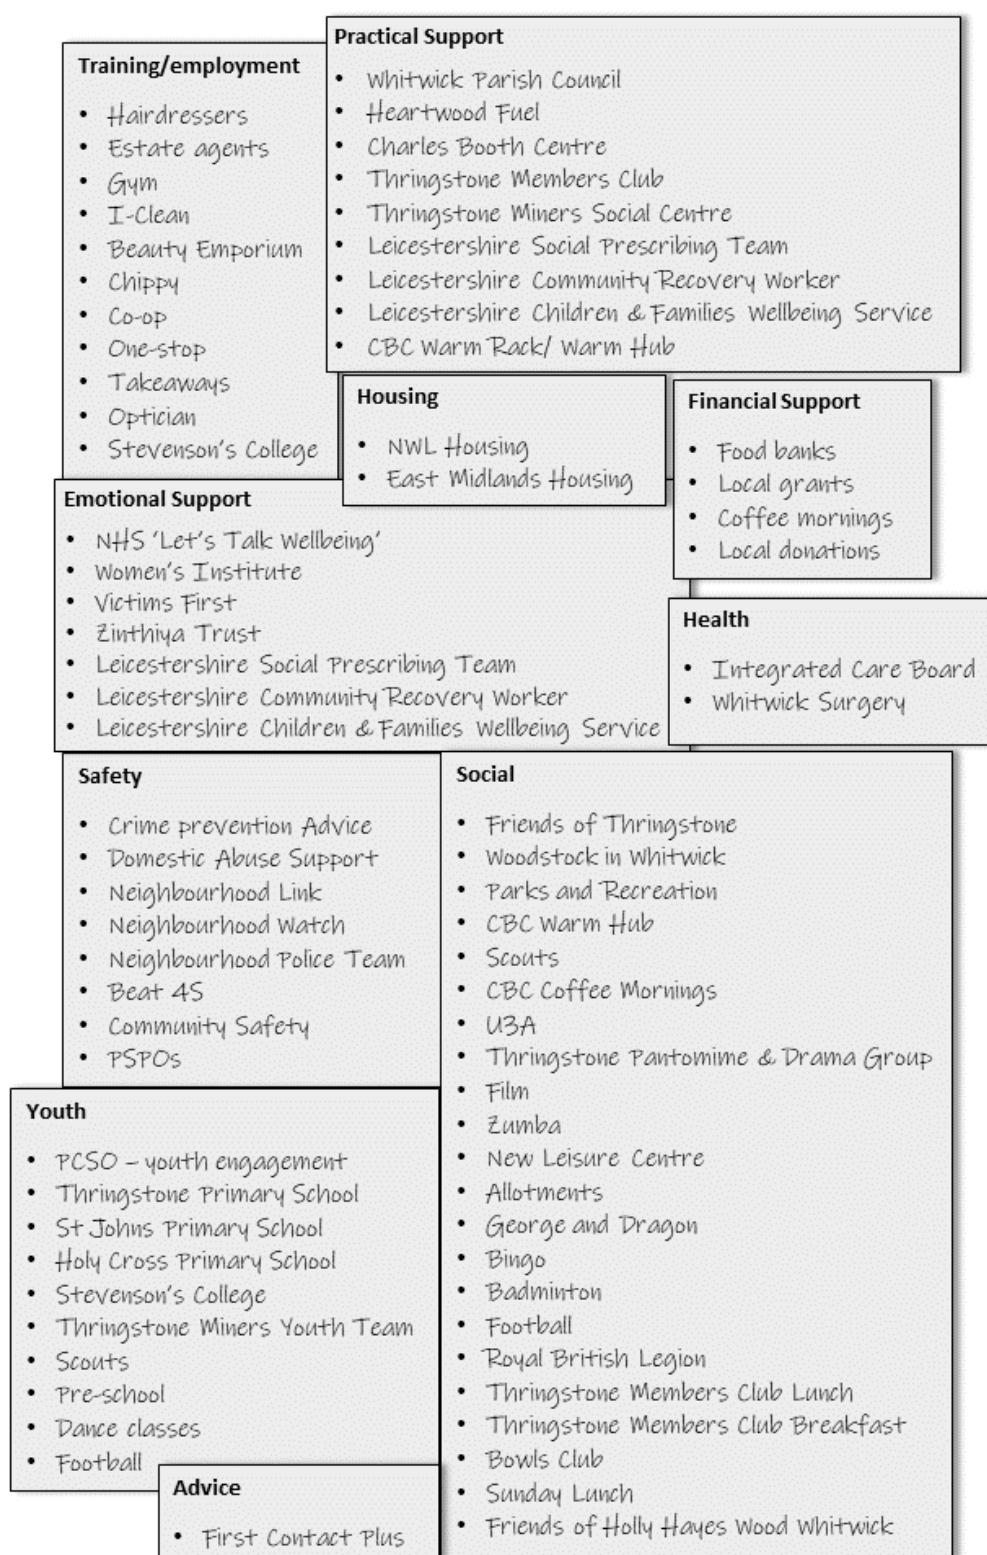 Training/employment
• Hairdressers
• Estate agents
• Gym
• I-Clean
• Beauty Emporium
• Chippy
• Co-op
• One-stop
• Takeaways
• Optician
• Stevenson's College
Practical Support
• Whitwick Parish Council
• Heartwood Fuel
• Charles Booth Centre
• Thringstone Members Club
• Thringstone Miners Social Centre
• Leicestershire Social Prescribing Team
• Leicestershire Community Recovery Worker
• Leicestershire Children & Families Wellbeing Service
• CBC Warm Rack/ Warm Hub
Housing
• NWL Housing
• East Midlands Housing
Financial Support
• Food banks
• Local grants
• Coffee mornings
• Local donations
Emotional Support
• NHS 'Let's Talk Wellbeing'
• Women's Institute
• Victims First
• Zinthiya Trust
• Leicestershire Social Prescribing Team
• Leicestershire Community Recovery Worker
• Leicestershire Children & Families Wellbeing Service
Health
• Integrated Care Board
• Whitwick Surgery
Safety
• Crime prevention Advice
• Domestic Abuse Support
• Neighbourhood Link
• Neighbourhood Watch
• Neighbourhood Police Team
• Beat 45
• Community Safety
• PSPOs
Social
• Friends of Thringstone
• Woodstock in Whitwick
• Parks and Recreation
• CBC Warm Hub
• Scouts
• CBC Coffee Mornings
• U3A
• Thringstone Pantomime & Drama Group
• Film
• Zumba
• New Leisure Centre
• Allotments
• George and Dragon
• Bingo
• Badminton
• Football
• Royal British Legion
• Thringstone Members Club Lunch
• Thringstone Members Club Breakfast
• Bowls Club
• Sunday Lunch
• Friends of Holly Hayes Wood Whitwick
Youth
• PCSO – youth engagement
• Thringstone Primary School
• St Johns Primary School
• Holy Cross Primary School
• Stevenson's College
• Thringstone Miners Youth Team
• Scouts
• Pre-school
• Dance classes
• Football
Advice
• First Contact Plus